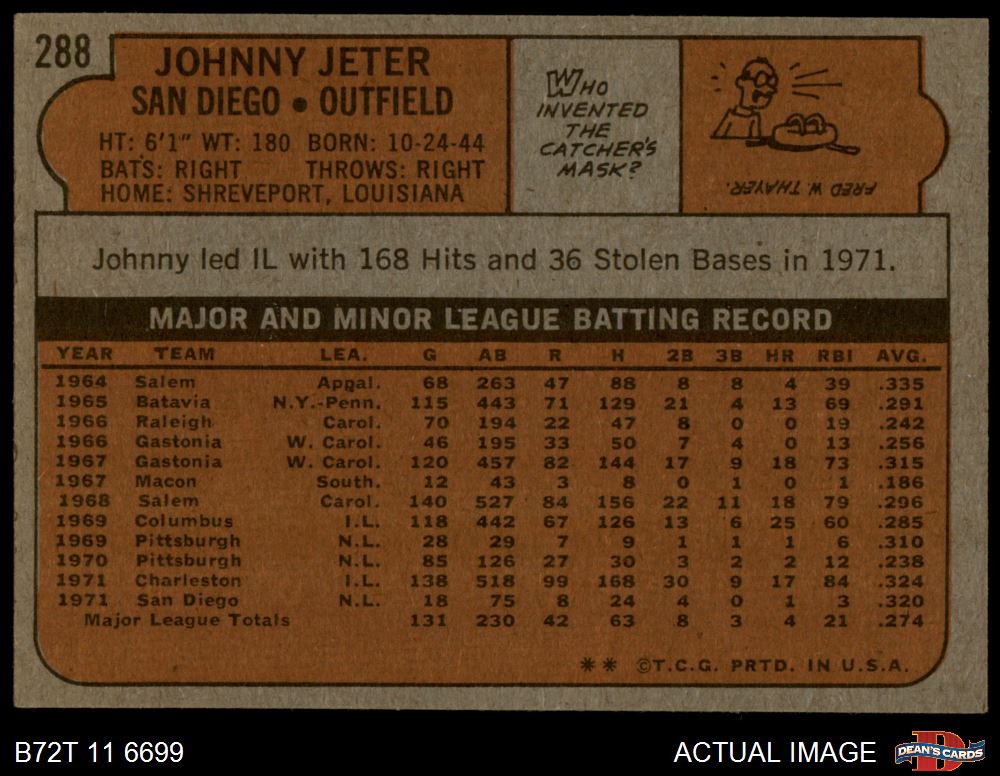 288
JOHNNY JETER
SAN DIEGO • OUTFIELD
HT: 6'1" WT: 180 BORN: 10-24-44
BATS: RIGHT THROWS: RIGHT
HOME: SHREVEPORT, LOUISIANA
WHO
INVENTED
THE
CATCHER'S
MASK?
FRED W. THAYER.
Johnny led IL with 168 Hits and 36 Stolen Bases in 1971.
MAJOR AND MINOR LEAGUE BATTING RECORD
YEAR TEAM LEA. G AB R H 2B 3B HR RBI AVG.
1964 Salem Appal. 68 263 47 88 8 8 4 39 .335
1965 Batavia N.Y.-Penn. 115 443 71 129 21 4 13 69 .291
1966 Raleigh Carol. 70 194 22 47 8 0 0 19 .242
1966 Gastonia W. Carol. 46 195 33 50 7 4 0 13 .256
1967 Gastonia W. Carol. 120 457 82 144 17 9 18 73 .315
1967 Macon South. 12 43 3 8 0 1 0 1 .186
1968 Salem Carol. 140 527 84 156 22 11 18 79 .296
1969 Columbus I.L. 118 442 67 126 13 6 25 60 .285
1969 Pittsburgh N.L. 28 29 7 9 1 1 1 6 .310
1970 Pittsburgh N.L. 85 126 27 30 3 2 2 12 .238
1971 Charleston I.L. 138 518 99 168 30 9 17 84 .324
1971 San Diego N.L. 18 75 8 24 4 0 1 3 .320
Major League Totals 131 230 42 63 8 3 4 21 .274
** ©T.C.G. PRTD. IN U.S.A.
B72T 11 6699
ACTUAL IMAGE
D
DEAN'S CARDS